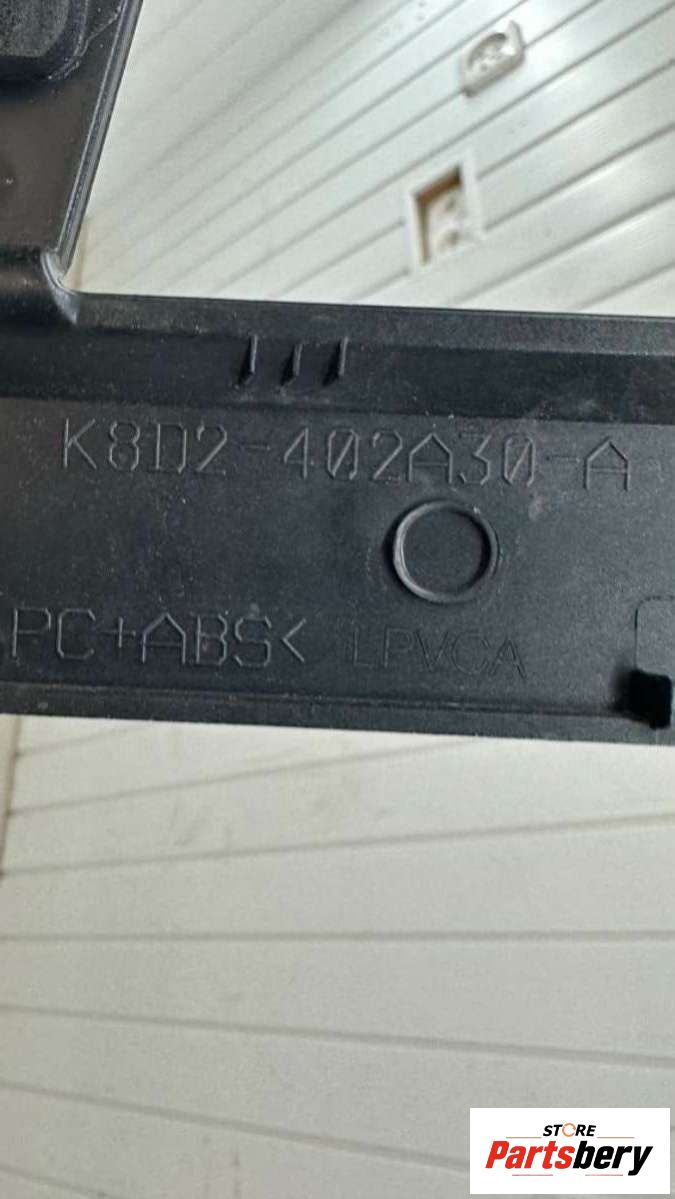 K8D2-402A30-A
PC+ABS< LPVCA
STORE
Partsbery